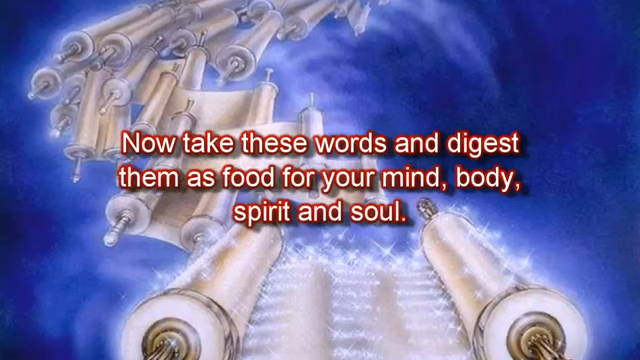 Now take these words and digest
them as food for your mind, body,
spirit and soul.